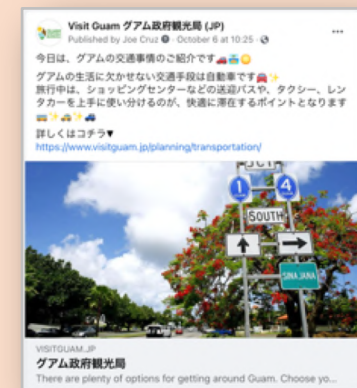 Visit Guam グアム政府観光局 (JP)
Published by Joe Cruz · October 6 at 10:25 ·
今日は、グアムの交通事情のご紹介です🚗🚖😊
グアムの生活に欠かせない交通手段は自動車です🚘✨
旅行中は、ショッピングセンターなどの送迎バスや、タクシー、レン
タカーを上手に使い分けるのが、快適に滞在するポイントとなります
🚌✨🚕✨🚙
詳しくはコチラ▼
https://www.visitguam.jp/planning/transportation/
JCT
1 4
SOUTH
SINAJANA
VISITGUAM.JP
グアム政府観光局
There are plenty of options for getting around Guam. Choose yo...